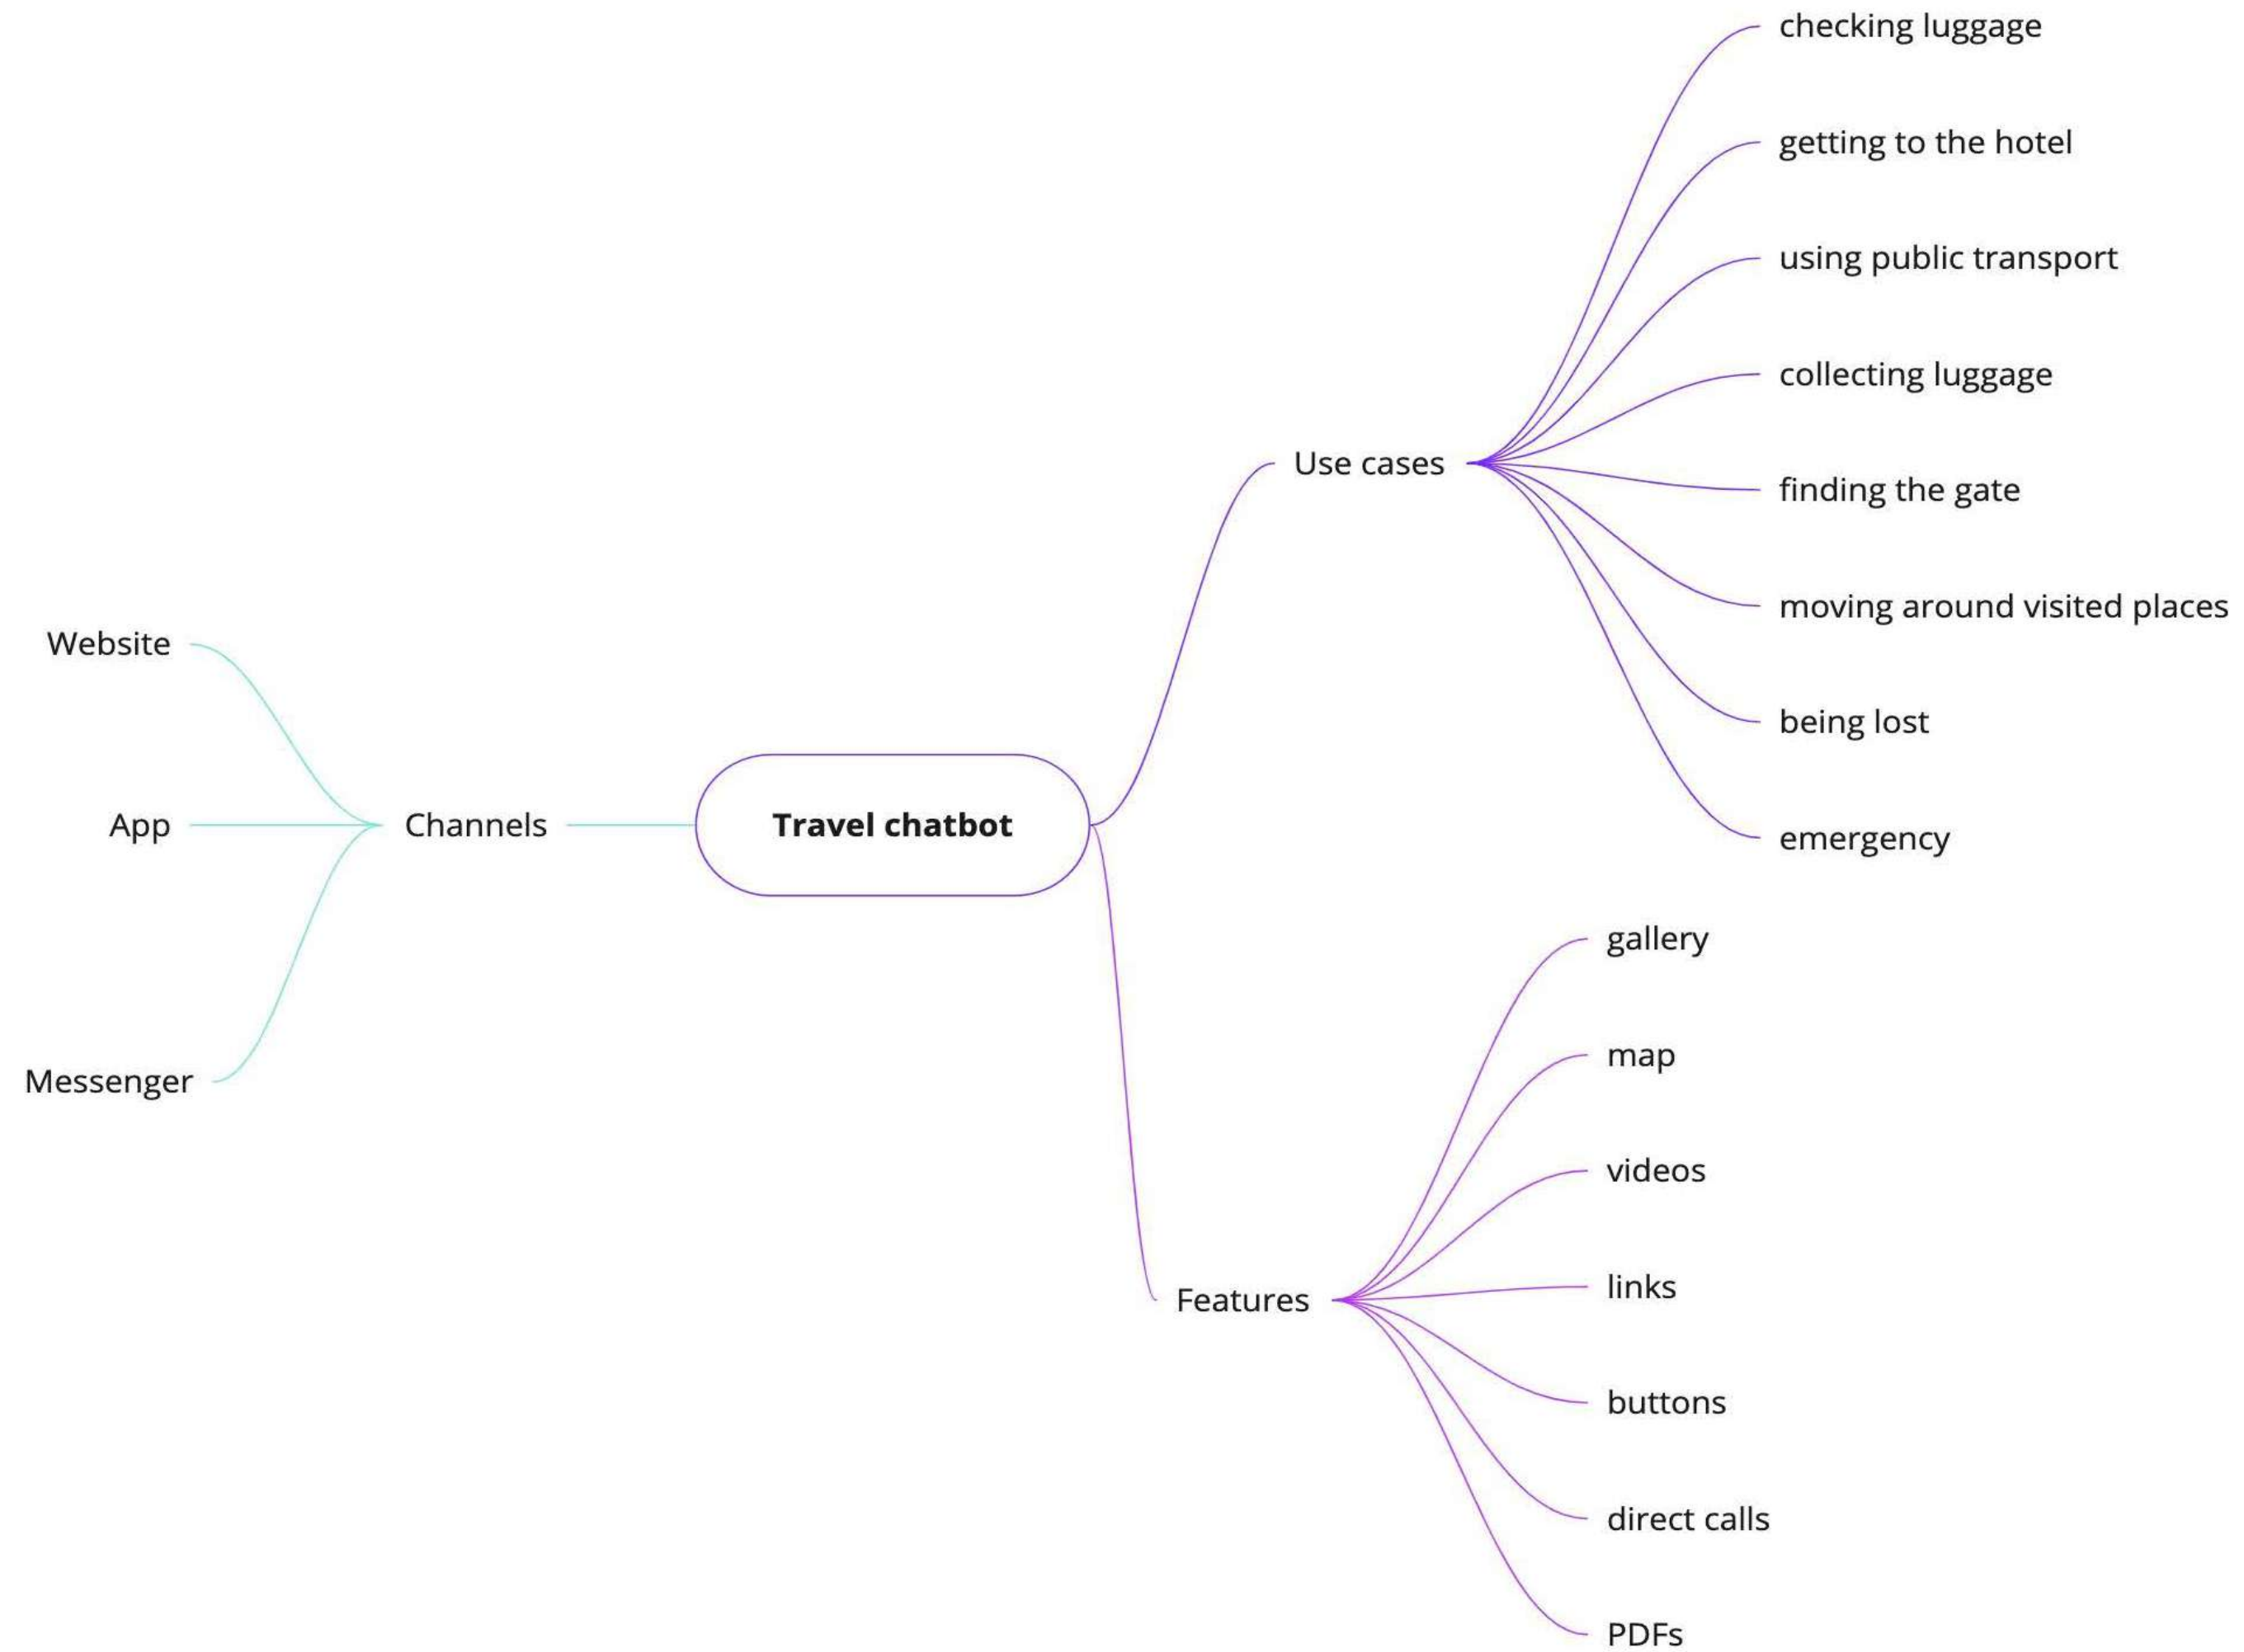 Travel chatbot
Channels
Website
App
Messenger
Use cases
checking luggage
getting to the hotel
using public transport
collecting luggage
finding the gate
moving around visited places
being lost
emergency
Features
gallery
map
videos
links
buttons
direct calls
PDFs